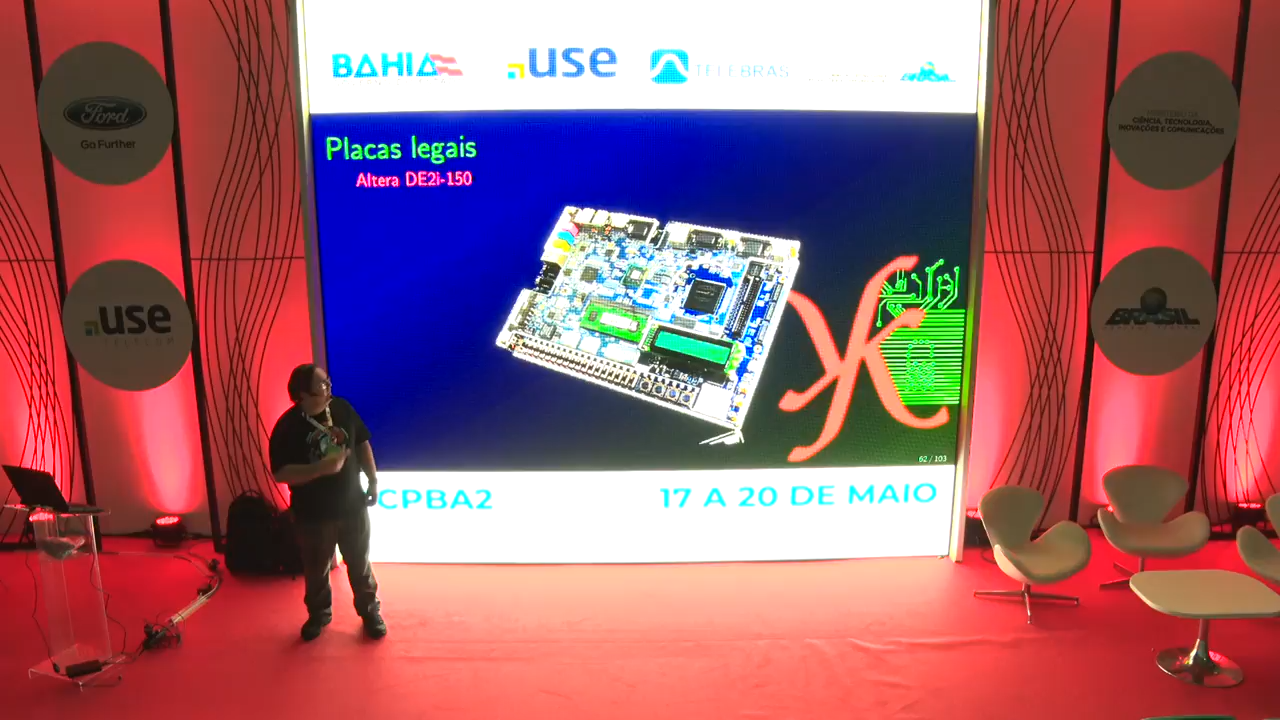 BAHIA
use
TELEBRAS
Ford
Go Further
CIÊNCIA, TECNOLOGIA,
INOVAÇÕES E COMUNICAÇÕES
Placas legais
Altera DE2i-150
use
TELECOM
BRASIL
62 / 103
CPBA2
17 A 20 DE MAIO